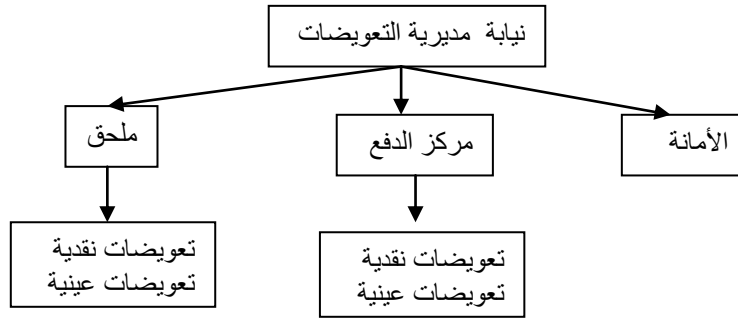 نيابة مديرية التعويضات
الأمانة
مركز الدفع
ملحق
تعويضات نقدية
تعويضات عينية
تعويضات نقدية
تعويضات عينية